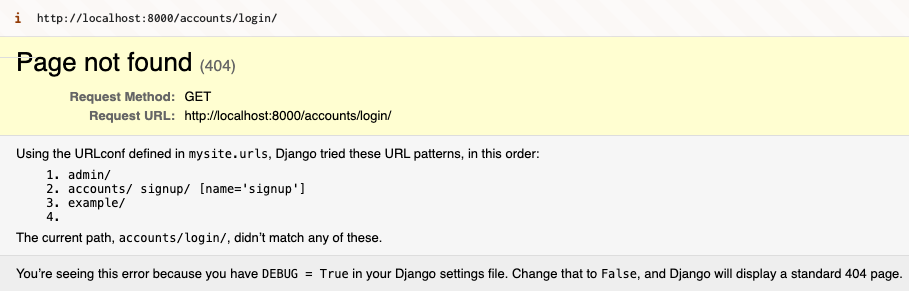 i http://localhost:8000/accounts/login/
Page not found (404)
Request Method: GET
Request URL: http://localhost:8000/accounts/login/
Using the URLconf defined in mysite.urls, Django tried these URL patterns, in this order:
1. admin/
2. accounts/ signup/ [name='signup']
3. example/
4.
The current path, accounts/login/, didn’t match any of these.
You’re seeing this error because you have DEBUG = True in your Django settings file. Change that to False, and Django will display a standard 404 page.